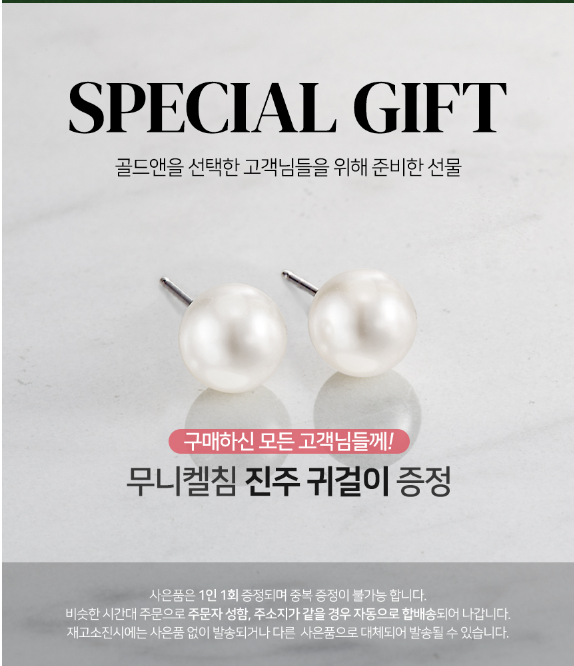 SPECIAL GIFT
골드앤을 선택한 고객님들을 위해 준비한 선물
구매하신 모든 고객님들께!
무니켈침 진주 귀걸이 증정
사은품은 1인 1회 증정되며 중복 증정이 불가능 합니다.
비슷한 시간대 주문으로 주문자 성함, 주소지가 같을 경우 자동으로 합배송되어 나갑니다.
재고소진시에는 사은품 없이 발송되거나 다른 사은품으로 대체되어 발송될 수 있습니다.